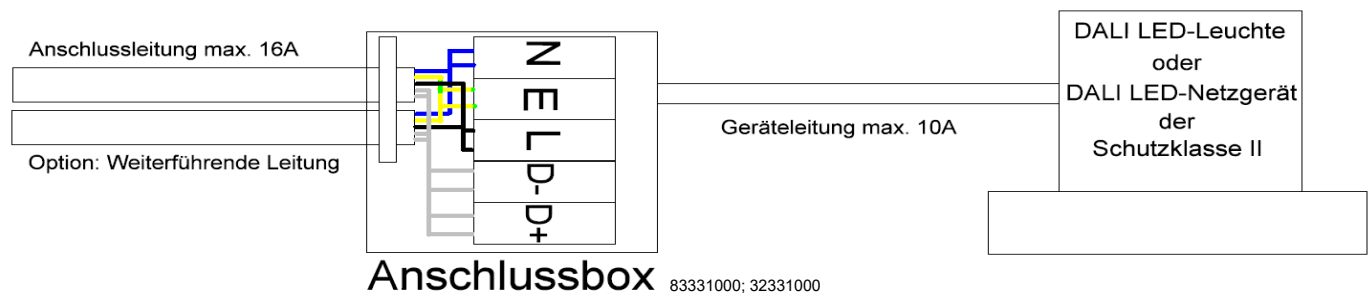 Anschlussleitung max. 16A
Option: Weiterführende Leitung
N
E
L
D-
D+
Anschlussbox 83331000; 32331000
Geräteleitung max. 10A
DALI LED-Leuchte
oder
DALI LED-Netzgerät
der
Schutzklasse II